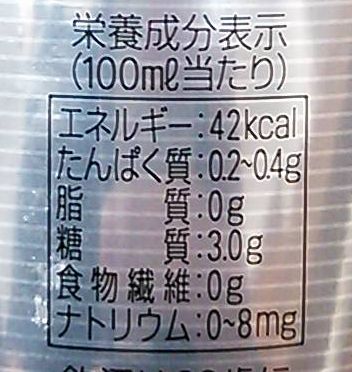 栄養成分表示
(100mℓ当たり)
エネルギー:42kcal
たんぱく質:0.2~0.4g
脂質:0g
糖質:3.0g
食物繊維:0g
ナトリウム:0~8mg